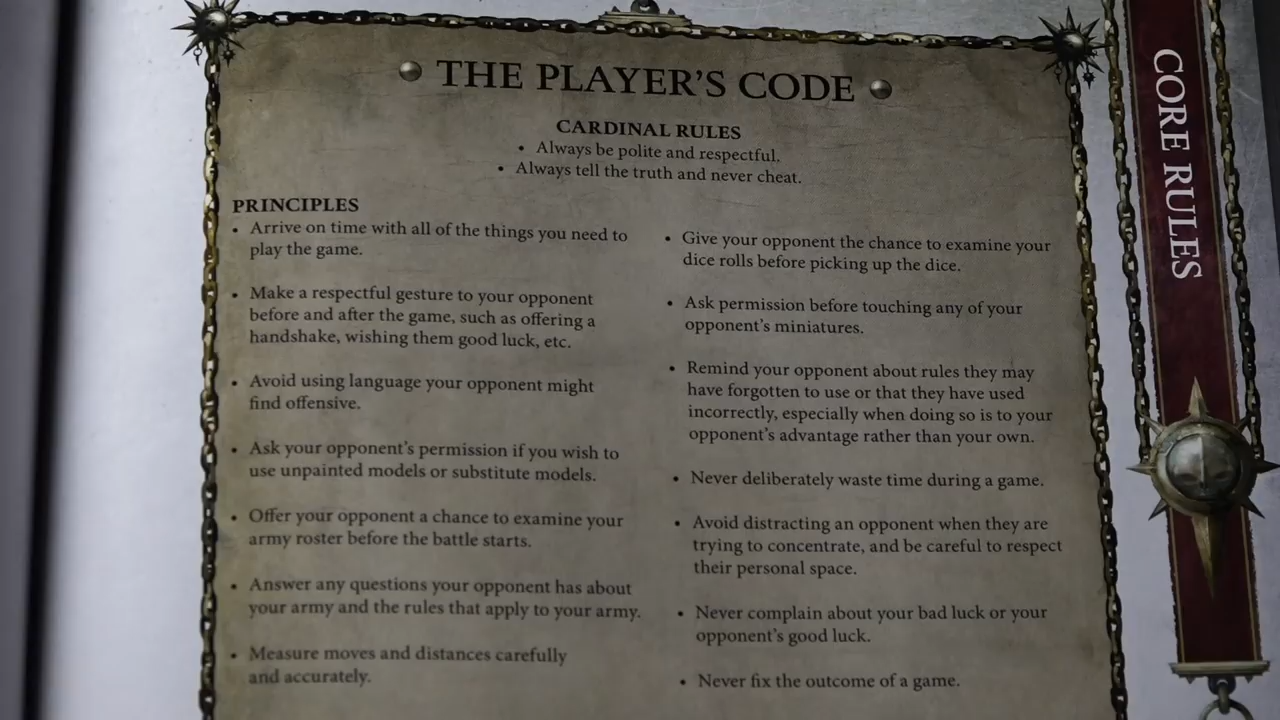 THE PLAYER'S CODE
CARDINAL RULES
• Always be polite and respectful.
• Always tell the truth and never cheat.
PRINCIPLES
• Arrive on time with all of the things you need to
play the game.
• Make a respectful gesture to your opponent
before and after the game, such as offering a
handshake, wishing them good luck, etc.
• Avoid using language your opponent might
find offensive.
• Ask your opponent's permission if you wish to
use unpainted models or substitute models.
• Offer your opponent a chance to examine your
army roster before the battle starts.
• Answer any questions your opponent has about
your army and the rules that apply to your army.
• Measure moves and distances carefully
and accurately.
• Give your opponent the chance to examine your
dice rolls before picking up the dice.
• Ask permission before touching any of your
opponent's miniatures.
• Remind your opponent about rules they may
have forgotten to use or that they have used
incorrectly, especially when doing so is to your
opponent's advantage rather than your own.
• Never deliberately waste time during a game.
• Avoid distracting an opponent when they are
trying to concentrate, and be careful to respect
their personal space.
• Never complain about your bad luck or your
opponent's good luck.
• Never fix the outcome of a game.
CORE RULES